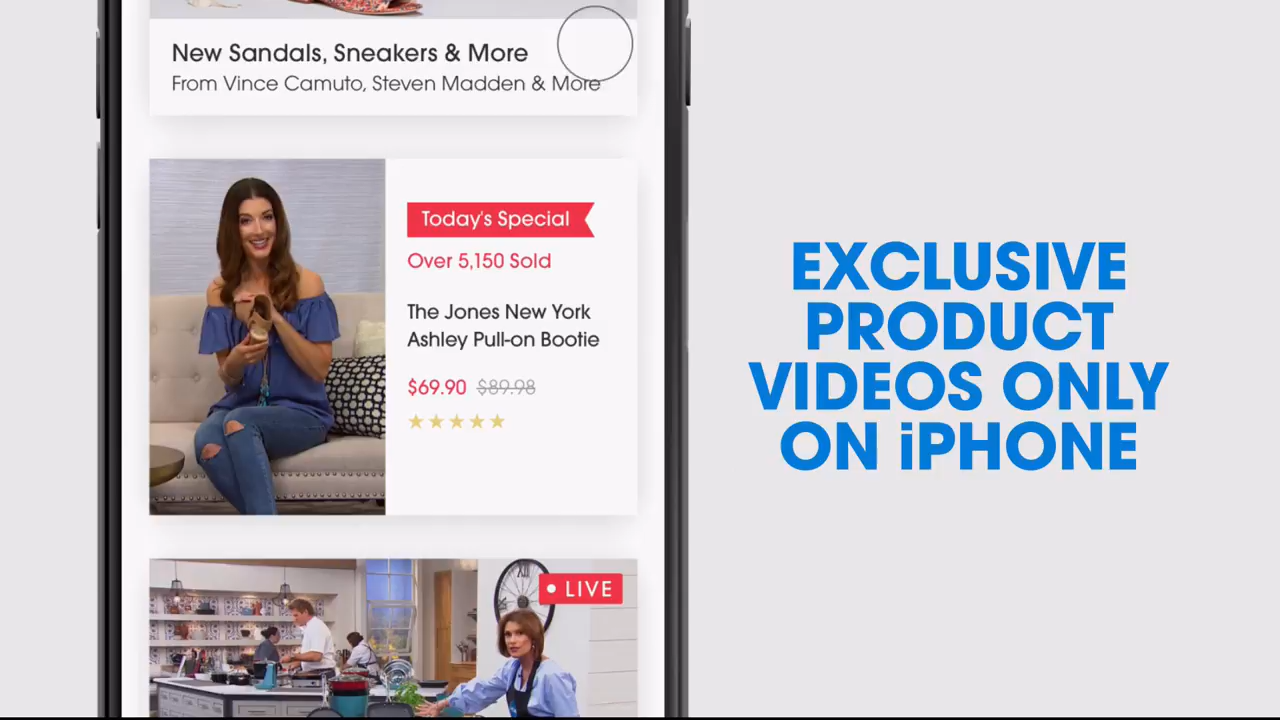 New Sandals, Sneakers & More
From Vince Camuto, Steven Madden & More
Today's Special
Over 5,150 Sold
The Jones New York
Ashley Pull-on Bootie
$69.90 $89.98
LIVE
EXCLUSIVE
PRODUCT
VIDEOS ONLY
ON iPHONE